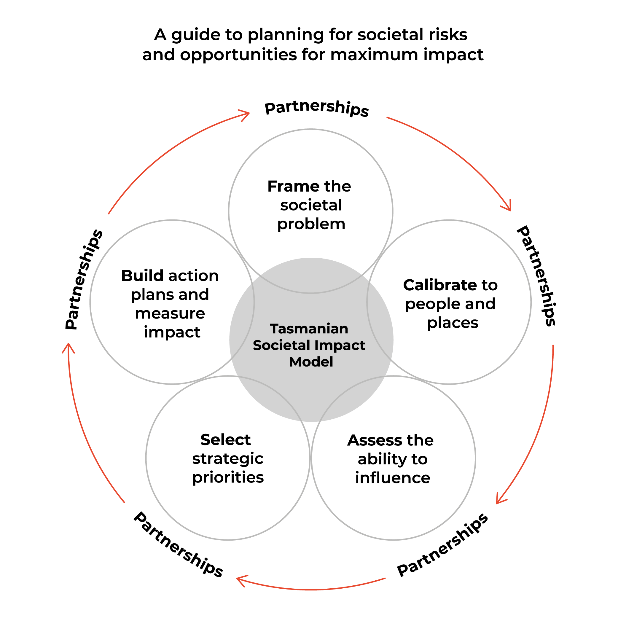 A guide to planning for societal risks
and opportunities for maximum impact
Partnerships
Frame the
societal
problem
Partnerships
Calibrate to
people and
places
Partnerships
Assess the
ability to
influence
Partnerships
Select
strategic
priorities
Partnerships
Build action
plans and
measure
impact
Tasmanian
Societal Impact
Model